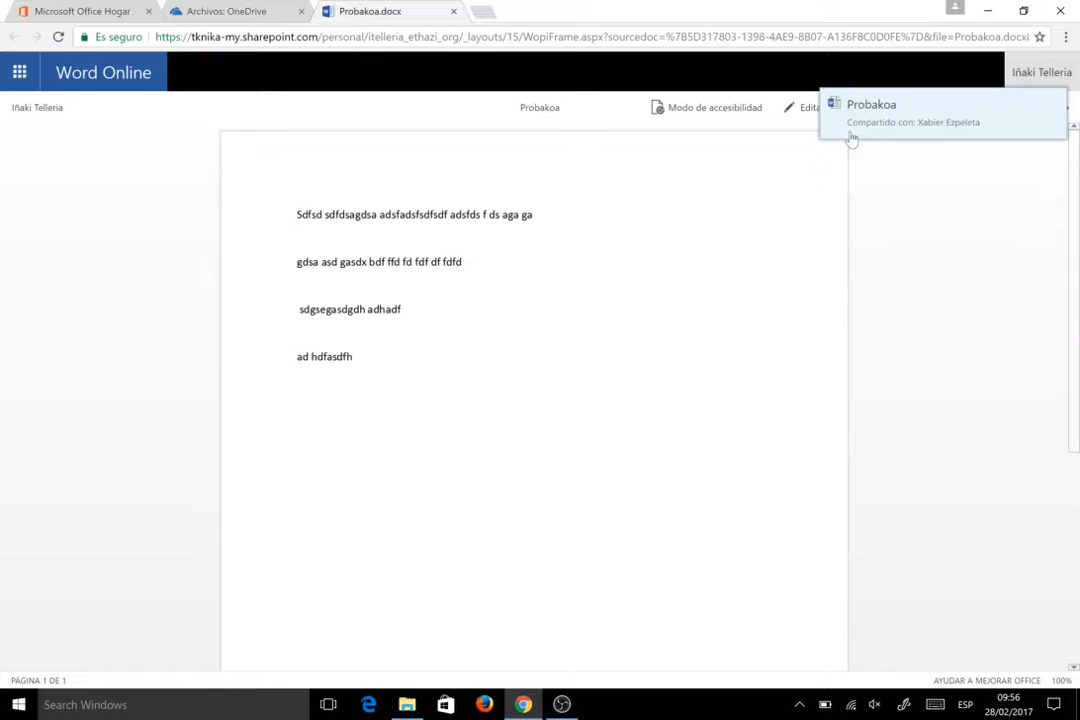 Microsoft Office Hogar
Archivos: OneDrive
Probakoa.docx
Es seguro
https://tknika-my.sharepoint.com/personal/itelleria_ethazi_org/_layouts/15/WopiFrame.aspx?sourcedoc=%7B5D317803-1398-4AE9-8B07-A136F8C0D0FE%7D&file=Probakoa.docx&
Word Online
Iñaki Telleria
Iñaki Telleria
Probakoa
Modo de accesibilidad
Edita
Probakoa
Compartido con: Xabier Ezpeleta
Sdfsd sdfdsagdsa adsfadsfsdfsdf adsfds f ds aga ga
gdsa asd gasdx bdf ffd fd fdf df fdfd
sdgsegasdgdh adhadf
ad hdfasdfh
PÁGINA 1 DE 1
AYUDAR A MEJORAR OFFICE
100%
Search Windows
ESP
09:56
28/02/2017